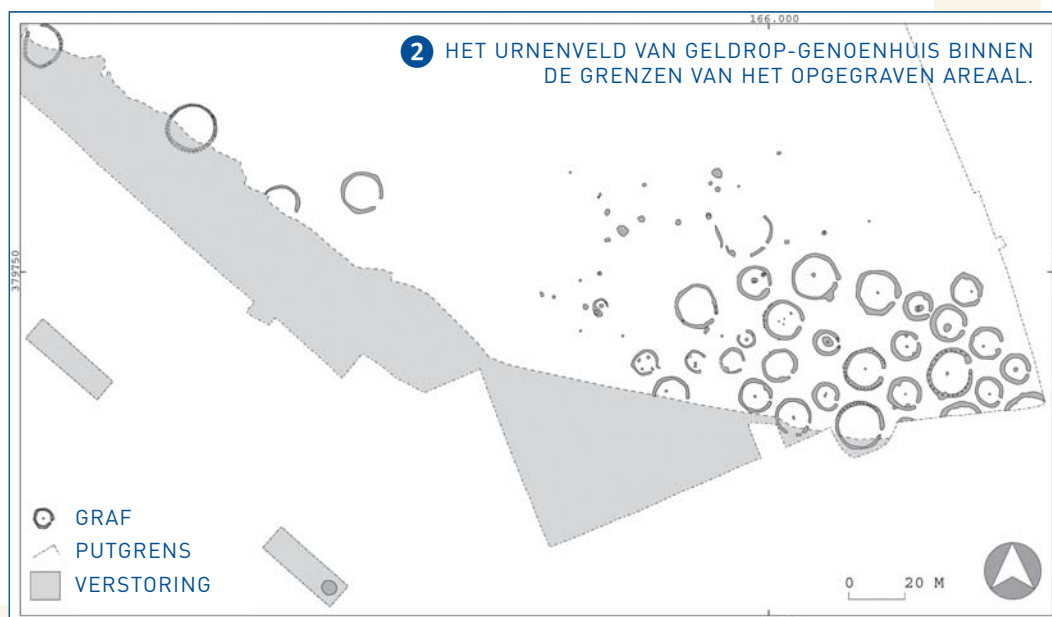 166.000
2 HET URNENVELD VAN GELDROP-GENOENHUIS BINNEN
DE GRENZEN VAN HET OPGEGRAVEN AREAAL.
379750
GRAF
PUTGRENS
VERSTORING
0 20 M